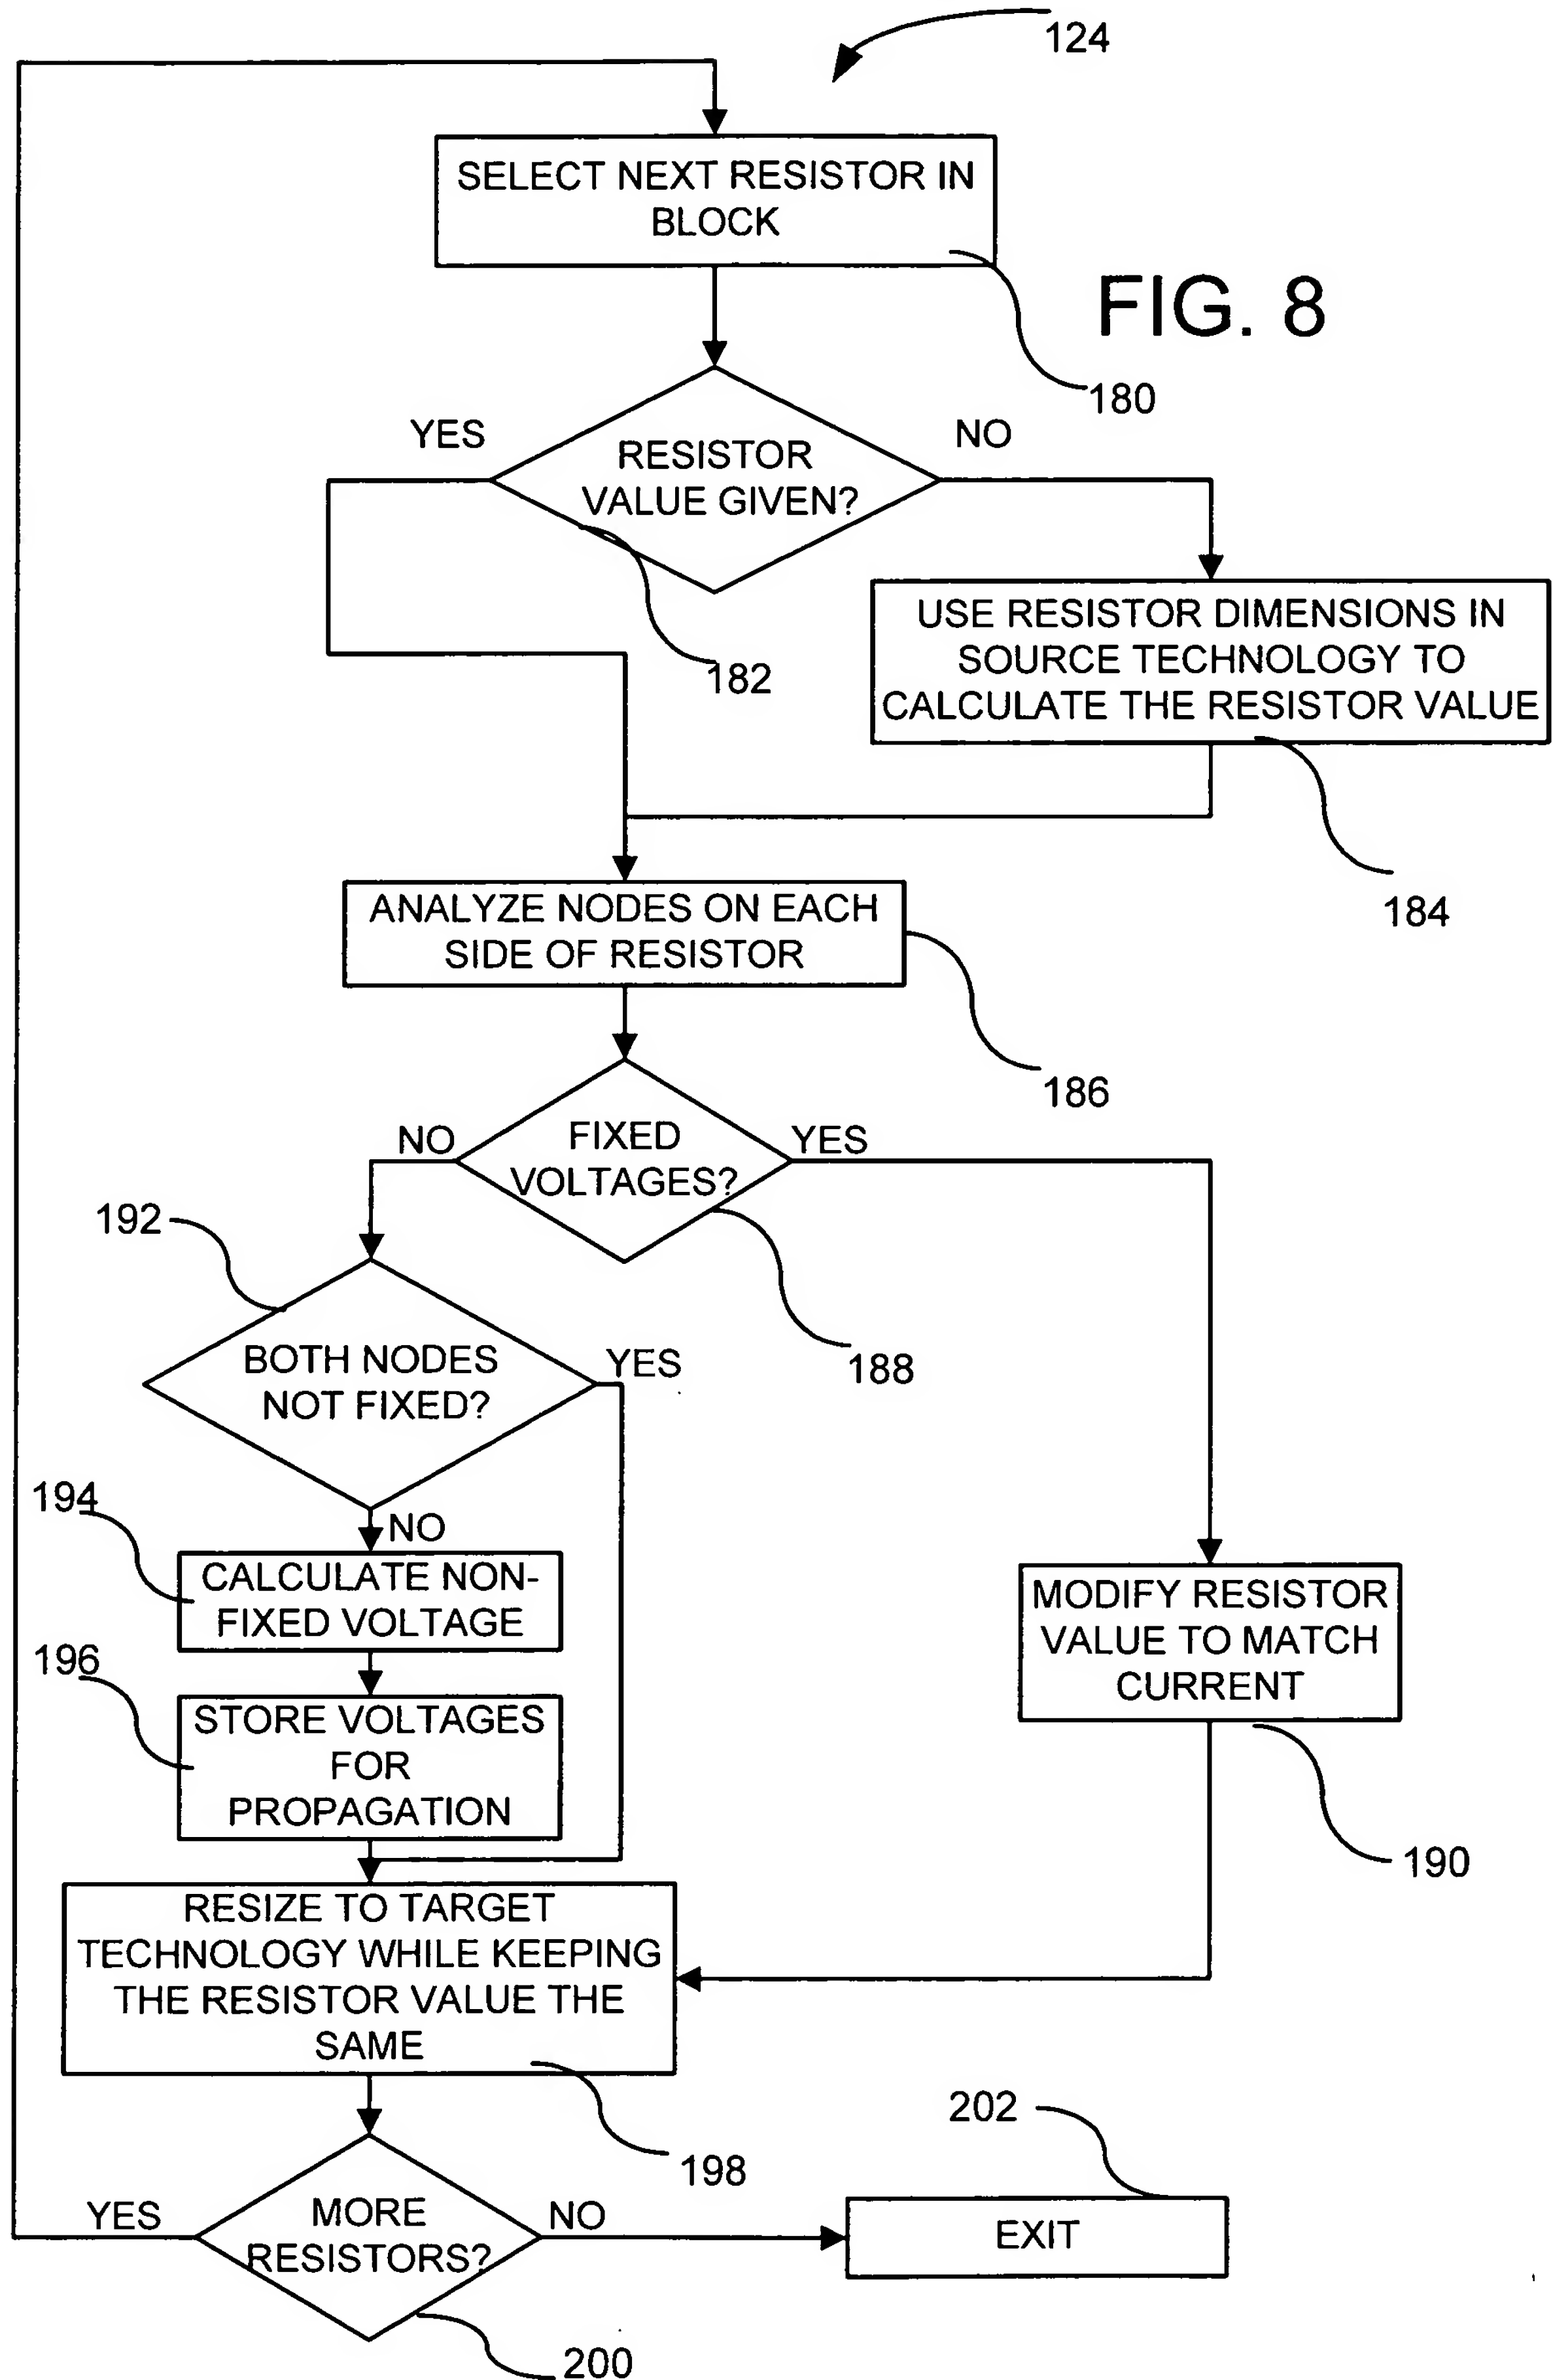 124
SELECT NEXT RESISTOR IN
BLOCK
FIG. 8
180
YES
NO
RESISTOR
VALUE GIVEN?
182
USE RESISTOR DIMENSIONS IN
SOURCE TECHNOLOGY TO
CALCULATE THE RESISTOR VALUE
184
ANALYZE NODES ON EACH
SIDE OF RESISTOR
186
NO
FIXED
VOLTAGES?
YES
192
188
BOTH NODES
NOT FIXED?
YES
194
NO
CALCULATE NON-
FIXED VOLTAGE
MODIFY RESISTOR
VALUE TO MATCH
CURRENT
196
STORE VOLTAGES
FOR
PROPAGATION
190
RESIZE TO TARGET
TECHNOLOGY WHILE KEEPING
THE RESISTOR VALUE THE
SAME
198
202
YES
MORE
RESISTORS?
NO
EXIT
200